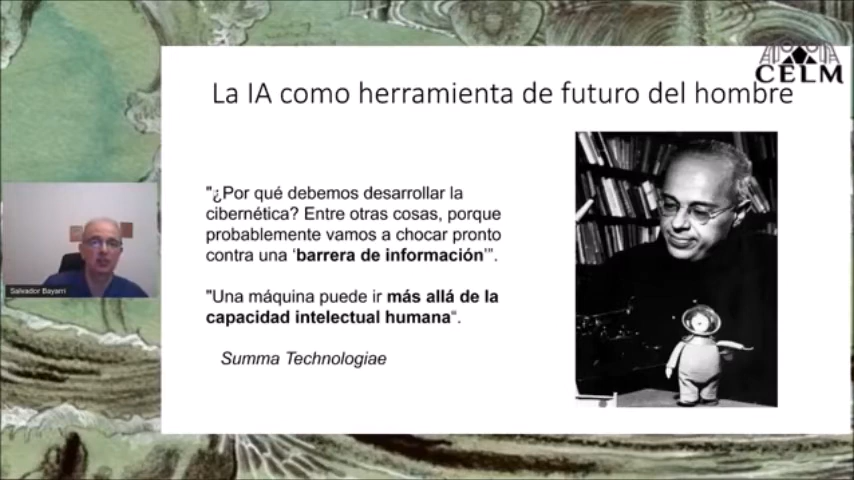 CELM
La IA como herramienta de futuro del hombre
"¿Por qué debemos desarrollar la
cibernética? Entre otras cosas, porque
probablemente vamos a chocar pronto
contra una 'barrera de información'".
"Una máquina puede ir más allá de la
capacidad intelectual humana“.
Summa Technologiae
Salvador Bayarri